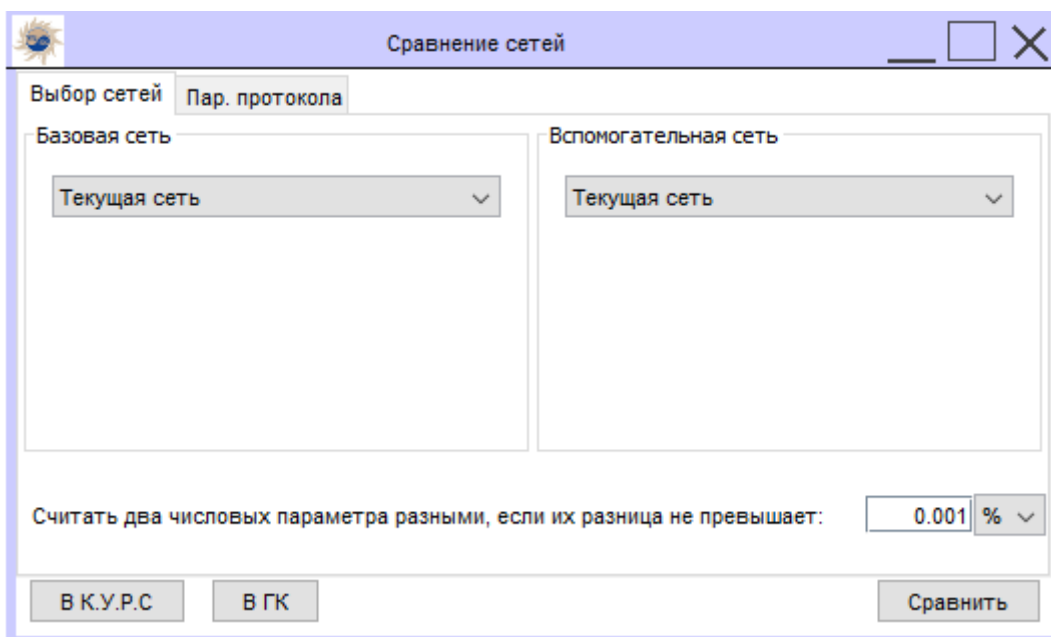 Сравнение сетей
Выбор сетей
Пар. протокола
Базовая сеть
Вспомогательная сеть
Текущая сеть
Текущая сеть
Считать два числовых параметра разными, если их разница не превышает:
0.001 %
В К.У.Р.С
В ГК
Сравнить